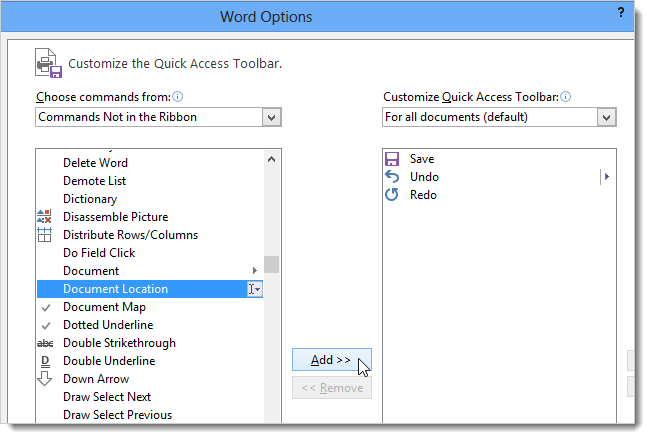 Word Options
?
Customize the Quick Access Toolbar.
Choose commands from:
Commands Not in the Ribbon
Delete Word
Demote List
Dictionary
Disassemble Picture
Distribute Rows/Columns
Do Field Click
Document
Document Location
Document Map
Dotted Underline
abc Double Strikethrough
D Double Underline
Down Arrow
Draw Select Next
Draw Select Previous
Add >>
<< Remove
Customize Quick Access Toolbar:
For all documents (default)
Save
Undo
Redo